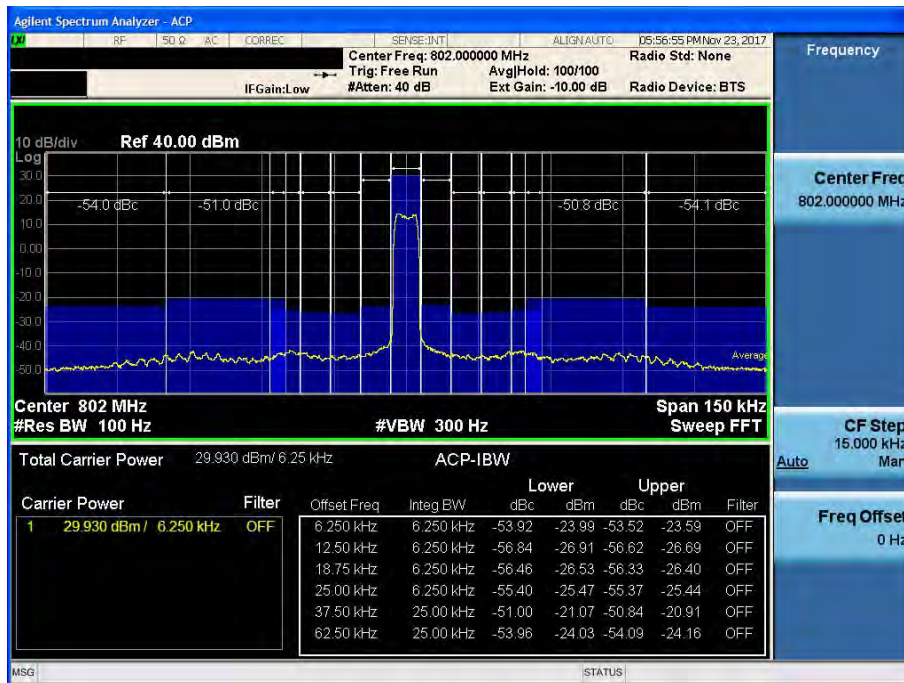 Agilent Spectrum Analyzer - ACP
LXI RF 50 Ω AC CORREC SENSE:INT ALIGN AUTO 05:56:55 PM Nov 23, 2017
Center Freq: 802.000000 MHz Radio Std: None
Trig: Free Run Avg|Hold: 100/100
IFGain:Low #Atten: 40 dB Ext Gain: -10.00 dB Radio Device: BTS
10 dB/div Ref 40.00 dBm
Log
30.0
20.0
10.0
0.00
-10.0
-20.0
-30.0
-40.0
-50.0
-54.0 dBc -51.0 dBc -50.8 dBc -54.1 dBc
Average
Center 802 MHz Span 150 kHz
#Res BW 100 Hz #VBW 300 Hz Sweep FFT
Total Carrier Power 29.930 dBm/ 6.25 kHz ACP-IBW
Lower Upper
Carrier Power Filter Offset Freq Integ BW dBc dBm dBc dBm Filter
1 29.930 dBm / 6.250 kHz OFF
6.250 kHz 6.250 kHz -53.92 -23.99 -53.52 -23.59 OFF
12.50 kHz 6.250 kHz -56.84 -26.91 -56.62 -26.69 OFF
18.75 kHz 6.250 kHz -56.46 -26.53 -56.33 -26.40 OFF
25.00 kHz 6.250 kHz -55.40 -25.47 -55.37 -25.44 OFF
37.50 kHz 25.00 kHz -51.00 -21.07 -50.84 -20.91 OFF
62.50 kHz 25.00 kHz -53.96 -24.03 -54.09 -24.16 OFF
MSG STATUS
Frequency
Center Freq
802.000000 MHz
CF Step
15.000 kHz
Auto Man
Freq Offset
0 Hz